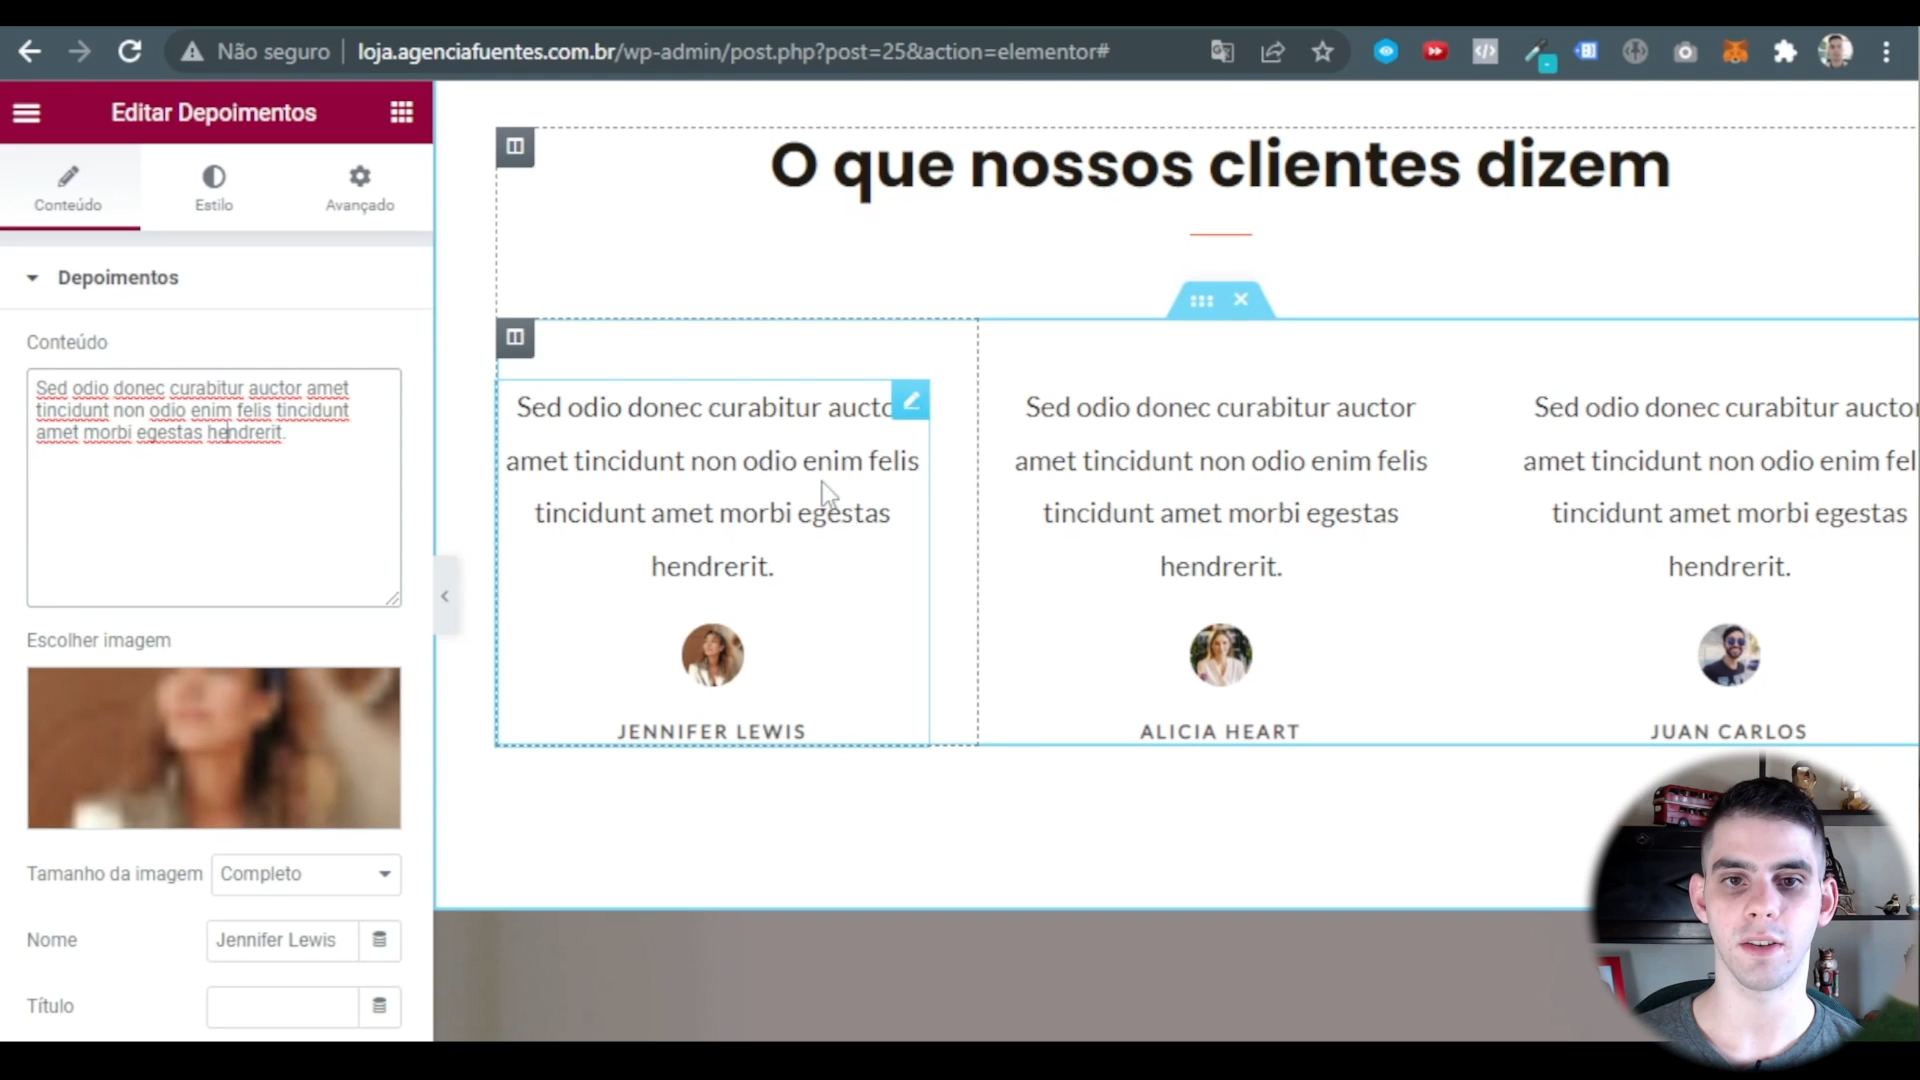 Não seguro
loja.agenciafuentes.com.br/wp-admin/post.php?post=25&action=elementor#
Editar Depoimentos
Conteúdo
Estilo
Avançado
Depoimentos
Conteúdo
Sed odio donec curabitur auctor amet
tincidunt non odio enim felis tincidunt
amet morbi egestas hendrerit.
Escolher imagem
Tamanho da imagem
Completo
Nome
Jennifer Lewis
Título
O que nossos clientes dizem
Sed odio donec curabitur aucto
amet tincidunt non odio enim felis
tincidunt amet morbi egestas
hendrerit.
JENNIFER LEWIS
Sed odio donec curabitur auctor
amet tincidunt non odio enim felis
tincidunt amet morbi egestas
hendrerit.
ALICIA HEART
Sed odio donec curabitur auctor
amet tincidunt non odio enim fel
tincidunt amet morbi egestas
hendrerit.
JUAN CARLOS